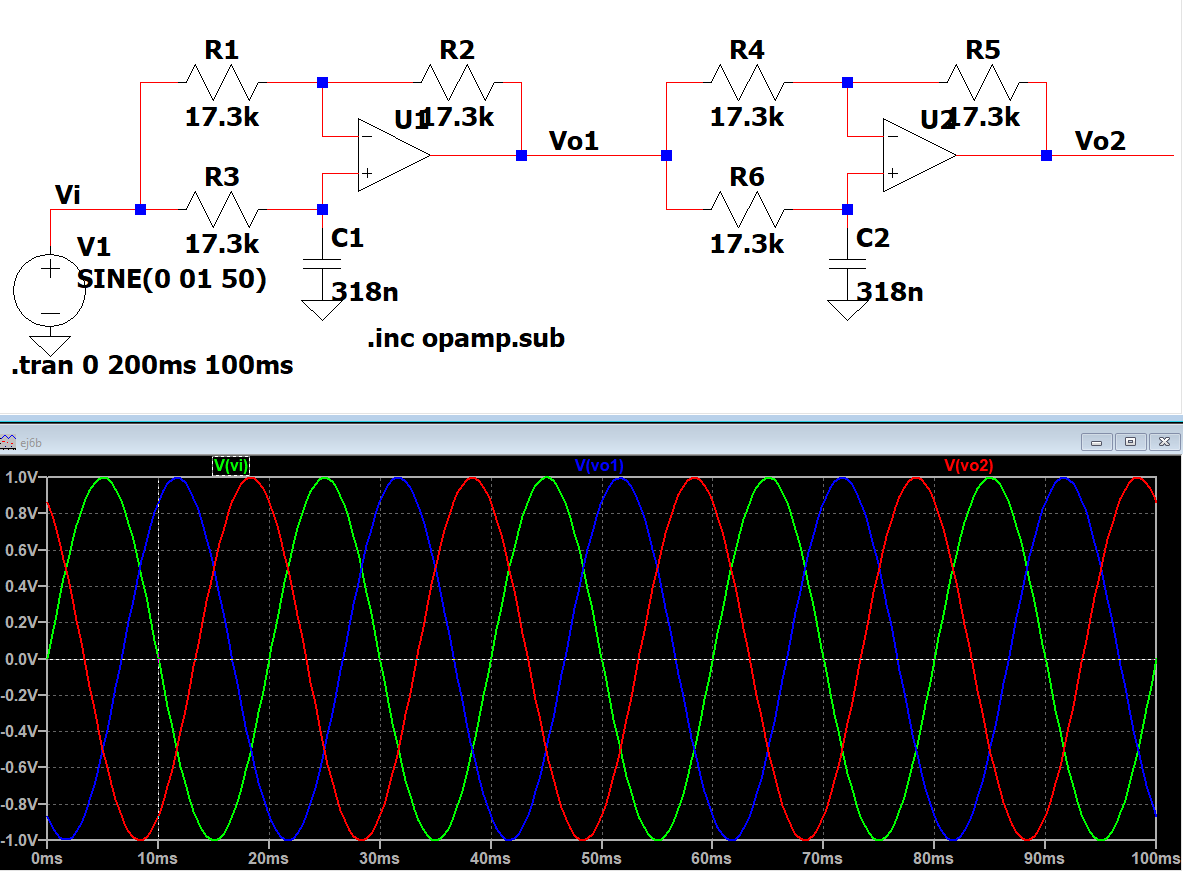 R1 R2 R4 R5
17.3k U1 17.3k 17.3k U2 17.3k
Vo1 Vo2
Vi R3 R6
V1 17.3k C1 17.3k C2
SINE(0 01 50)
318n 318n
.inc opamp.sub
.tran 0 200ms 100ms
ej6b
V(vi) V(vo1) V(vo2)
1.0V
0.8V
0.6V
0.4V
0.2V
0.0V
-0.2V
-0.4V
-0.6V
-0.8V
-1.0V
0ms 10ms 20ms 30ms 40ms 50ms 60ms 70ms 80ms 90ms 100ms